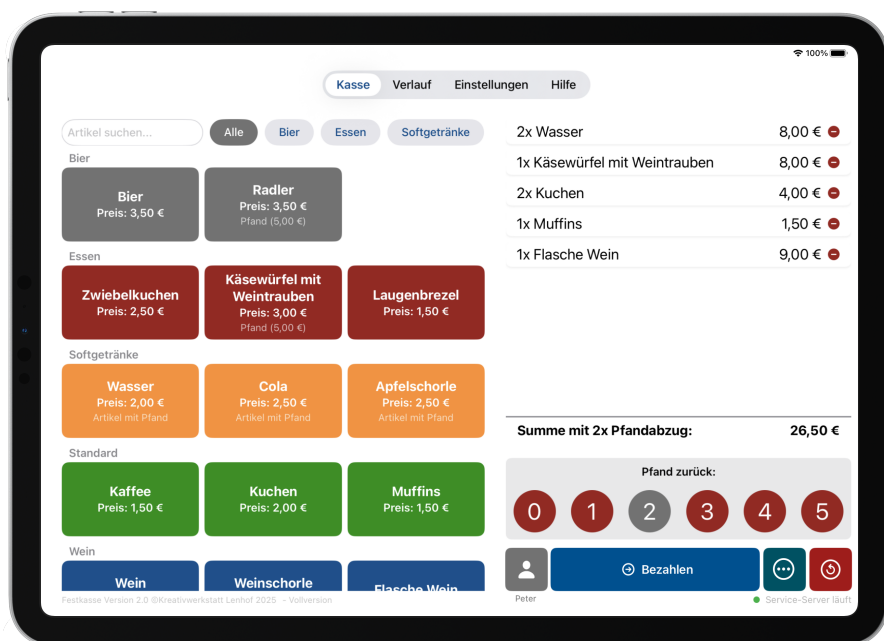 100%
Kasse Verlauf Einstellungen Hilfe
Artikel suchen...
Alle Bier Essen Softgetränke
Bier
Bier
Preis: 3,50 €
Radler
Preis: 3,50 €
Pfand (5,00 €)
Essen
Zwiebelkuchen
Preis: 2,50 €
Käsewürfel mit
Weintrauben
Preis: 3,00 €
Pfand (5,00 €)
Laugenbrezel
Preis: 1,50 €
Softgetränke
Wasser
Preis: 2,00 €
Artikel mit Pfand
Cola
Preis: 2,50 €
Artikel mit Pfand
Apfelschorle
Preis: 2,50 €
Artikel mit Pfand
Standard
Kaffee
Preis: 1,50 €
Kuchen
Preis: 2,00 €
Muffins
Preis: 1,50 €
Wein
Wein
Weinschorle
Flasche Wein
Festkasse Version 2.0 ©Kreativwerkstatt Lenhof 2025 - Vollversion
2x Wasser 8,00 €
1x Käsewürfel mit Weintrauben 8,00 €
2x Kuchen 4,00 €
1x Muffins 1,50 €
1x Flasche Wein 9,00 €
Summe mit 2x Pfandabzug: 26,50 €
Pfand zurück:
0 1 2 3 4 5
Bezahlen
Peter
Service-Server läuft